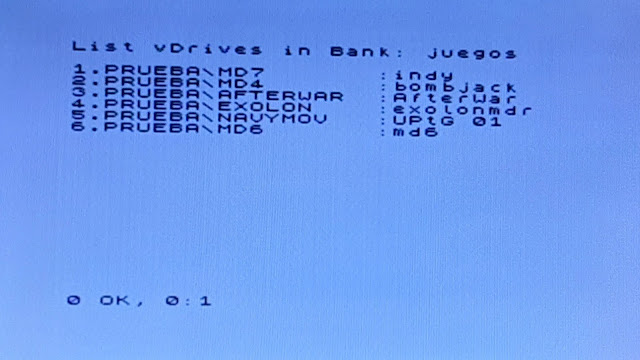 List vDrives in Bank: juegos
1.PRUEBA\MD7 :indy
2.PRUEBA\MD4 :bombjack
3.PRUEBA\AFTERWAR :AfterWar
4.PRUEBA\EXOLON :exolonmdr
5.PRUEBA\NAVYMOV :UPtG 01
6.PRUEBA\MD6 :md6
0 OK, 0:1